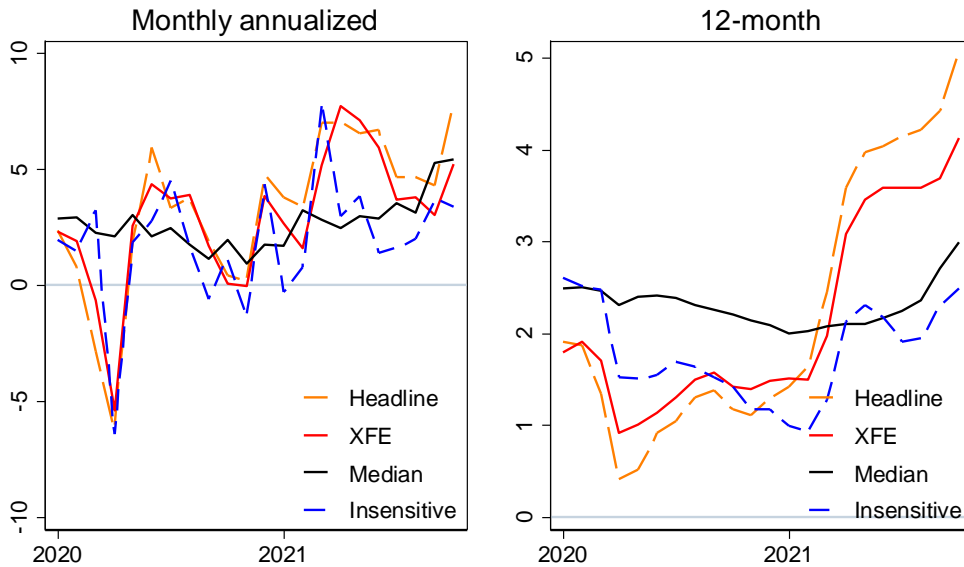 Monthly annualized
10
5
0
-5
-10
2020 2021
Headline
XFE
Median
Insensitive
12-month
5
4
3
2
1
0
2020 2021
Headline
XFE
Median
Insensitive